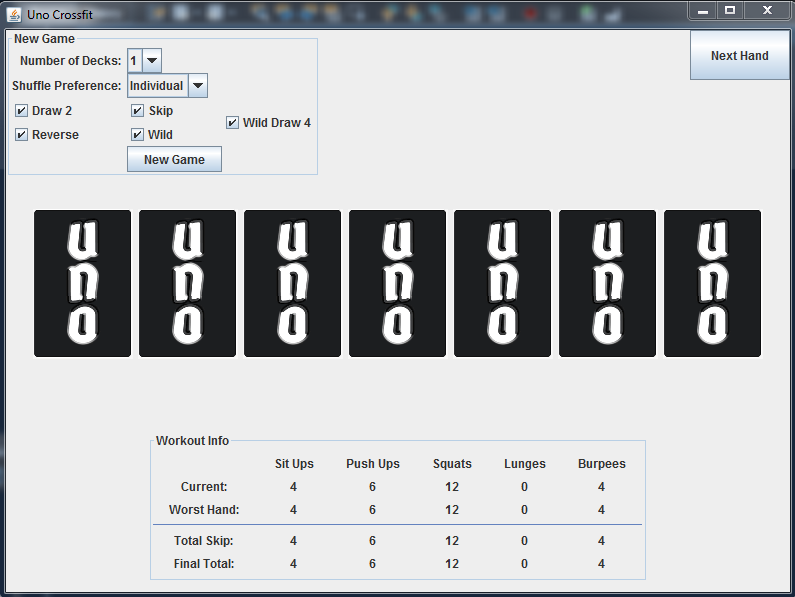 Uno Crossfit
New Game
Number of Decks: 1
Shuffle Preference: Individual
Draw 2 Skip
Wild Draw 4
Reverse Wild
New Game
Next Hand
uno uno uno uno uno uno uno
Workout Info
Sit Ups Push Ups Squats Lunges Burpees
Current: 4 6 12 0 4
Worst Hand: 4 6 12 0 4
Total Skip: 4 6 12 0 4
Final Total: 4 6 12 0 4